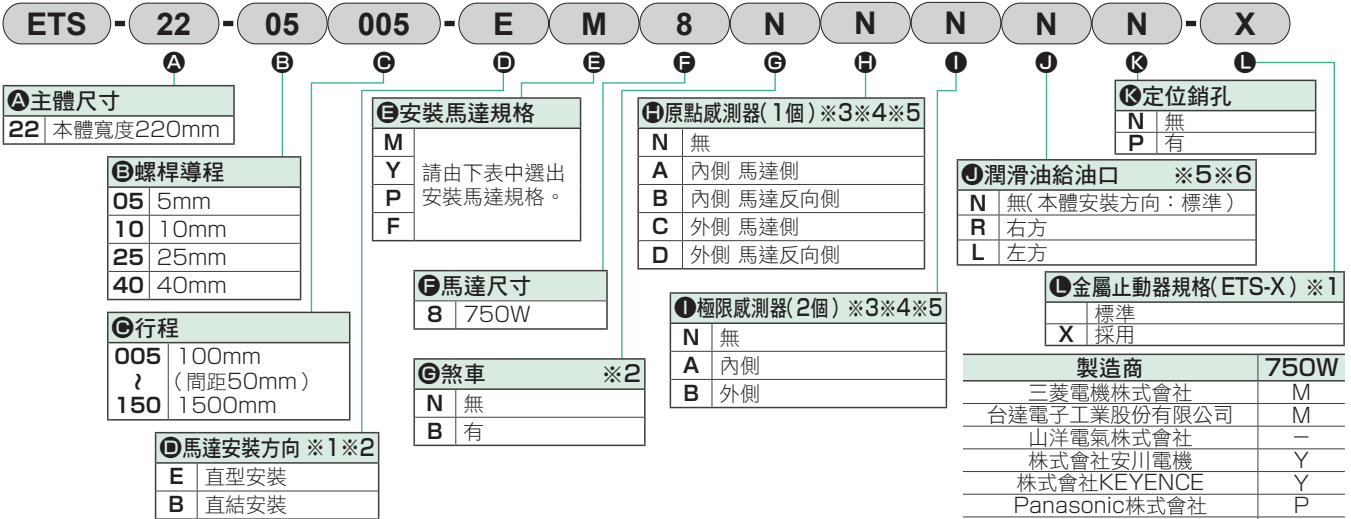 ETS - 22 - 05 005 - E M 8 N N N N N - X
A B C D E F G H I J K L
A主體尺寸
22 本體寬度220mm
B螺桿導程
05 5mm
10 10mm
25 25mm
40 40mm
C行程
005 100mm
≀ (間距50mm)
150 1500mm
D馬達安裝方向 ※1※2
E 直型安裝
B 直結安裝
E安裝馬達規格
M
Y
P
F
請由下表中選出
安裝馬達規格。
F馬達尺寸
8 750W
G煞車 ※2
N 無
B 有
H原點感測器(1個)※3※4※5
N 無
A 內側 馬達側
B 內側 馬達反向側
C 外側 馬達側
D 外側 馬達反向側
I極限感測器(2個) ※3※4※5
N 無
A 內側
B 外側
J潤滑油給油口 ※5※6
N 無(本體安裝方向：標準)
R 右方
L 左方
K定位銷孔
N 無
P 有
L金屬止動器規格(ETS-X) ※1
標準
X 採用
製造商 750W
三菱電機株式會社 M
台達電子工業股份有限公司 M
山洋電氣株式會社 −
株式會社安川電機 Y
株式會社KEYENCE Y
Panasonic株式會社 P